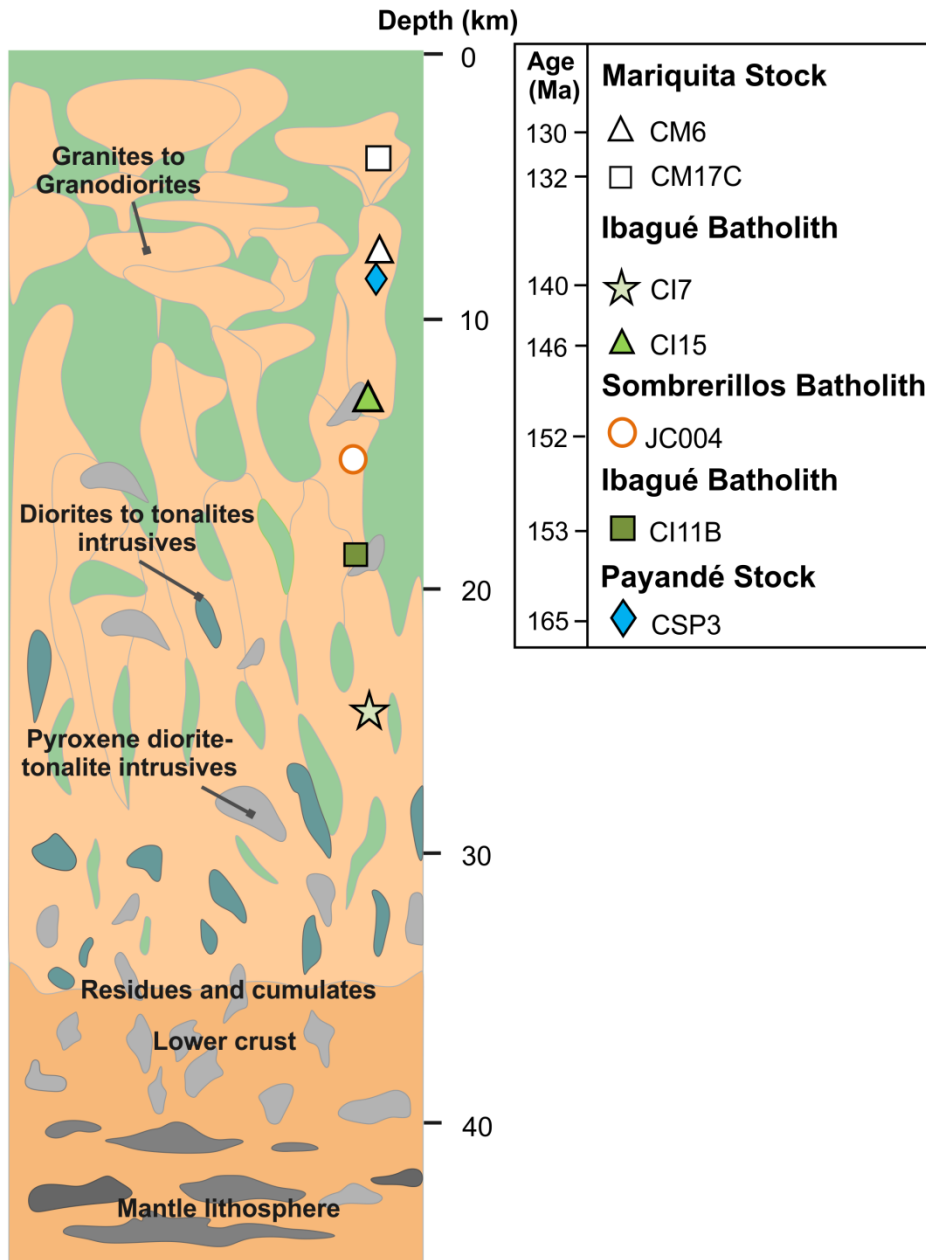 Depth (km)
0
10
20
30
40
Granites to
Granodiorites
Diorites to tonalites
intrusives
Pyroxene diorite-
tonalite intrusives
Residues and cumulates
Lower crust
Mantle lithosphere
Age
(Ma)
Mariquita Stock
130
CM6
132
CM17C
Ibagué Batholith
140
CI7
146
CI15
Sombrerillos Batholith
152
JC004
Ibagué Batholith
153
CI11B
Payandé Stock
165
CSP3